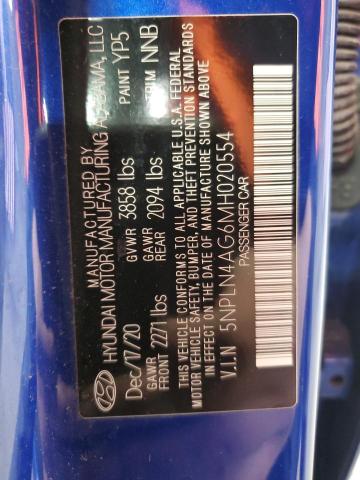 MANUFACTURED BY
HYUNDAI MOTOR MANUFACTURING ALABAMA, LLC
Dec/17/20 GVWR 3858 lbs PAINT YP5
GAWR FRONT 2271 lbs GAWR REAR 2094 lbs TRIM NNB
THIS VEHICLE CONFORMS TO ALL APPLICABLE U.S.A. FEDERAL
MOTOR VEHICLE SAFETY, BUMPER, AND THEFT PREVENTION STANDARDS
IN EFFECT ON THE DATE OF MANUFACTURE SHOWN ABOVE
V.I.N 5NPLN4AG6MH020554
PASSENGER CAR